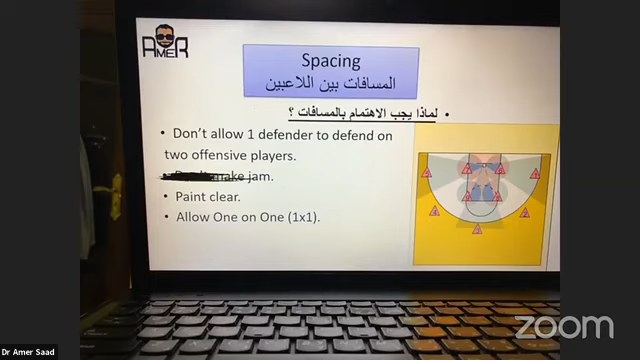 AMER
Spacing
المسافات بين اللاعبين
• لماذا يجب الاهتمام بالمسافات ؟
• Don't allow 1 defender to defend on
two offensive players.
make jam.
• Paint clear.
• Allow One on One (1x1).
zoom
Dr Amer Saad